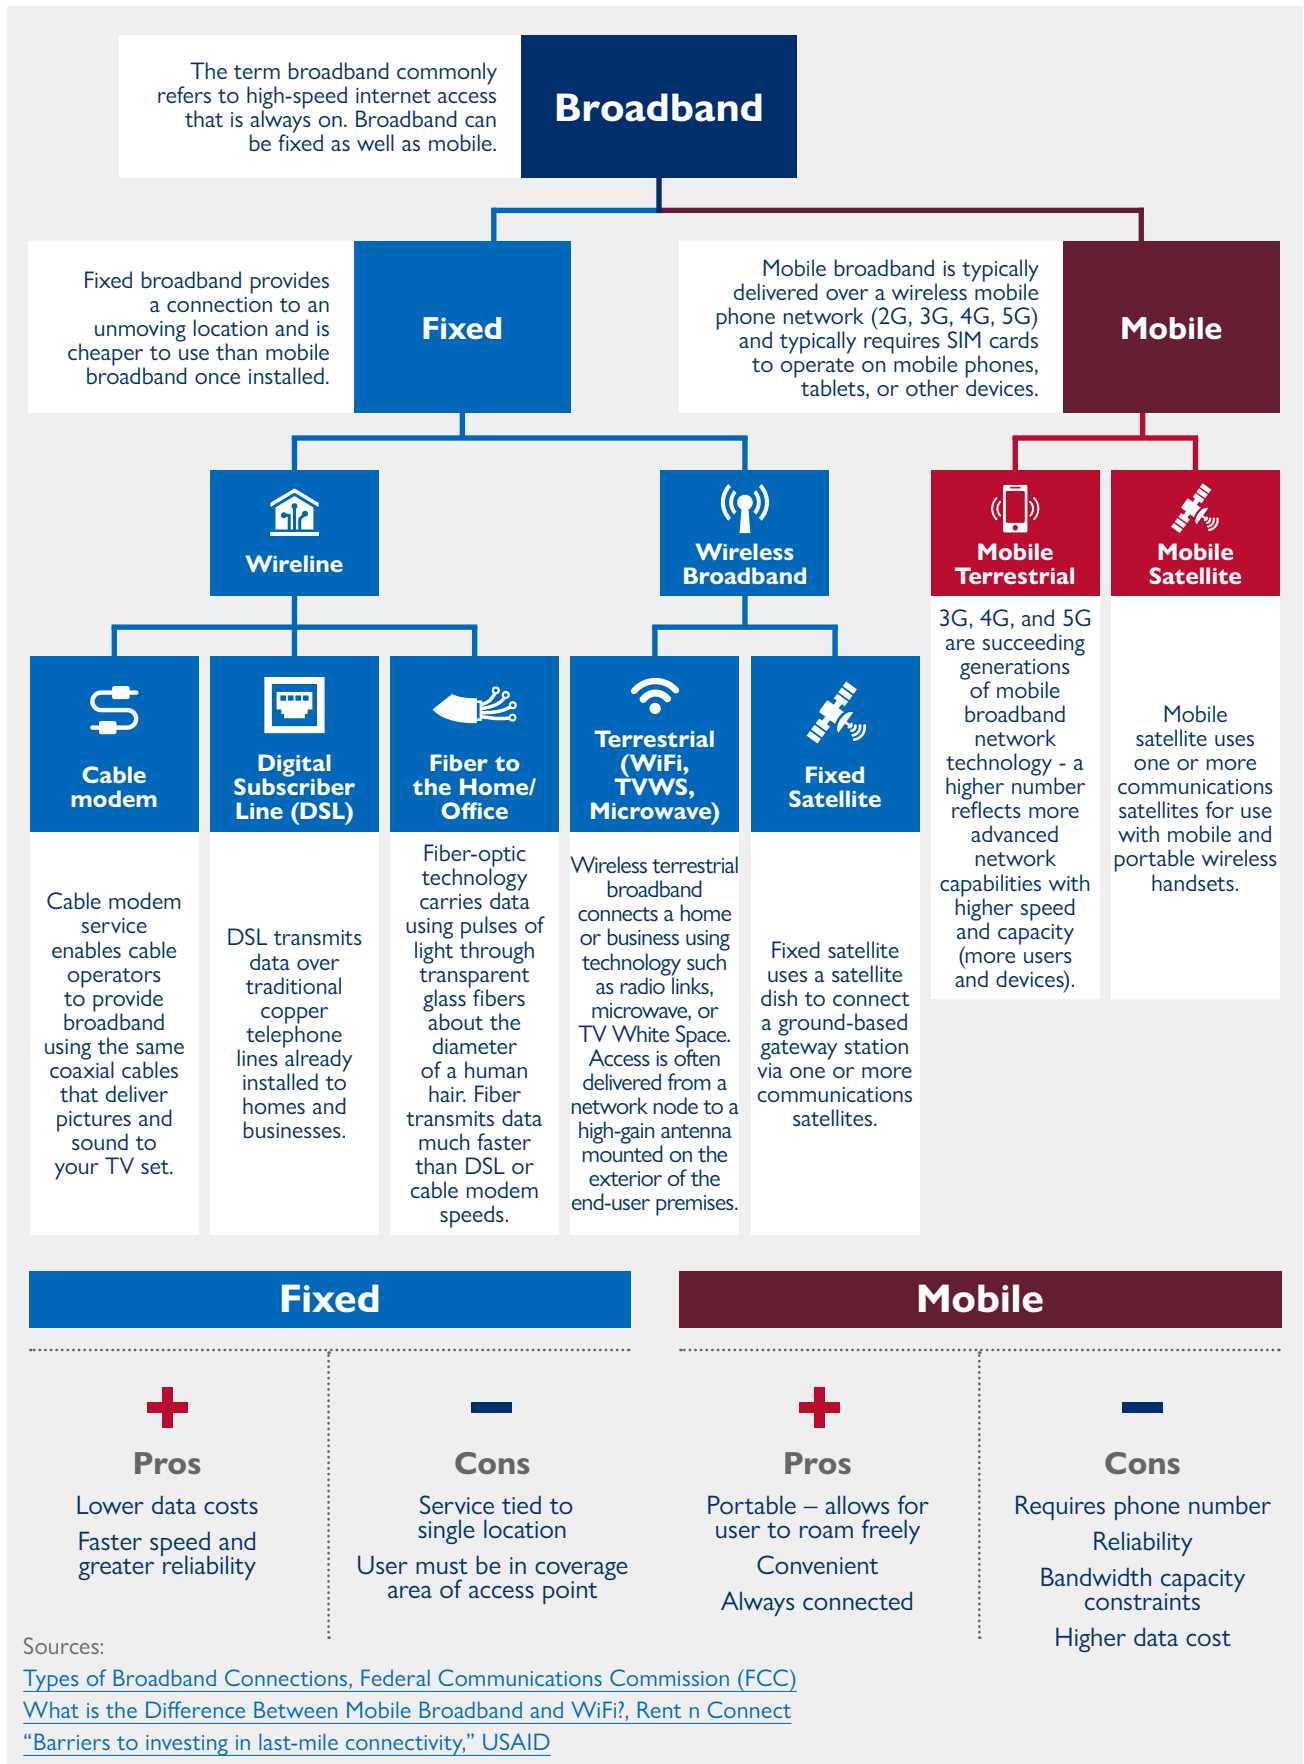 The term broadband commonly
refers to high-speed internet access
that is always on. Broadband can
be fixed as well as mobile.
Broadband
Fixed broadband provides
a connection to an
unmoving location and is
cheaper to use than mobile
broadband once installed.
Fixed
Mobile broadband is typically
delivered over a wireless mobile
phone network (2G, 3G, 4G, 5G)
and typically requires SIM cards
to operate on mobile phones,
tablets, or other devices.
Mobile
Wireline
Wireless
Broadband
Mobile
Terrestrial
3G, 4G, and 5G
are succeeding
generations
of mobile
broadband
network
technology - a
higher number
reflects more
advanced
network
capabilities with
higher speed
and capacity
(more users
and devices).
Mobile
Satellite
Mobile
satellite uses
one or more
communications
satellites for use
with mobile and
portable wireless
handsets.
Cable
modem
Cable modem
service
enables cable
operators
to provide
broadband
using the same
coaxial cables
that deliver
pictures and
sound to
your TV set.
Digital
Subscriber
Line (DSL)
DSL transmits
data over
traditional
copper
telephone
lines already
installed to
homes and
businesses.
Fiber to
the Home/
Office
Fiber-optic
technology
carries data
using pulses of
light through
transparent
glass fibers
about the
diameter
of a human
hair. Fiber
transmits data
much faster
than DSL or
cable modem
speeds.
Terrestrial
(WiFi,
TVWS,
Microwave)
Wireless terrestrial
broadband
connects a home
or business using
technology such
as radio links,
microwave, or
TV White Space.
Access is often
delivered from a
network node to a
high-gain antenna
mounted on the
exterior of the
end-user premises.
Fixed
Satellite
Fixed satellite
uses a satellite
dish to connect
a ground-based
gateway station
via one or more
communications
satellites.
Fixed
Pros
Lower data costs
Faster speed and
greater reliability
Cons
Service tied to
single location
User must be in coverage
area of access point
Mobile
Pros
Portable – allows for
user to roam freely
Convenient
Always connected
Cons
Requires phone number
Reliability
Bandwidth capacity
constraints
Higher data cost
Sources:
Types of Broadband Connections, Federal Communications Commission (FCC)
What is the Difference Between Mobile Broadband and WiFi?, Rent n Connect
“Barriers to investing in last-mile connectivity,” USAID